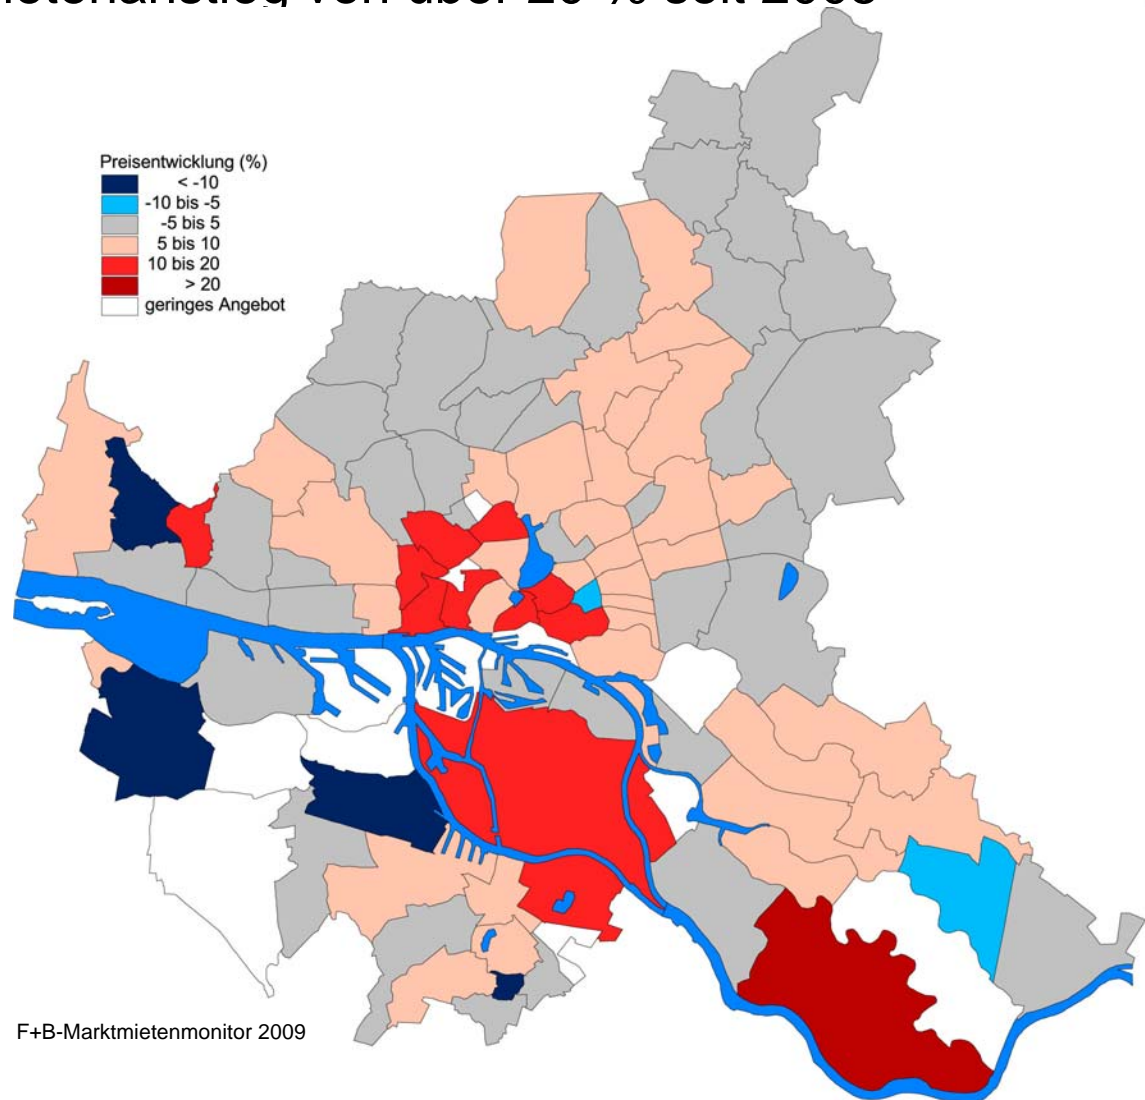 Preisentwicklung (%)
< -10
-10 bis -5
-5 bis 5
5 bis 10
10 bis 20
> 20
geringes Angebot
F+B-Marktmietenmonitor 2009